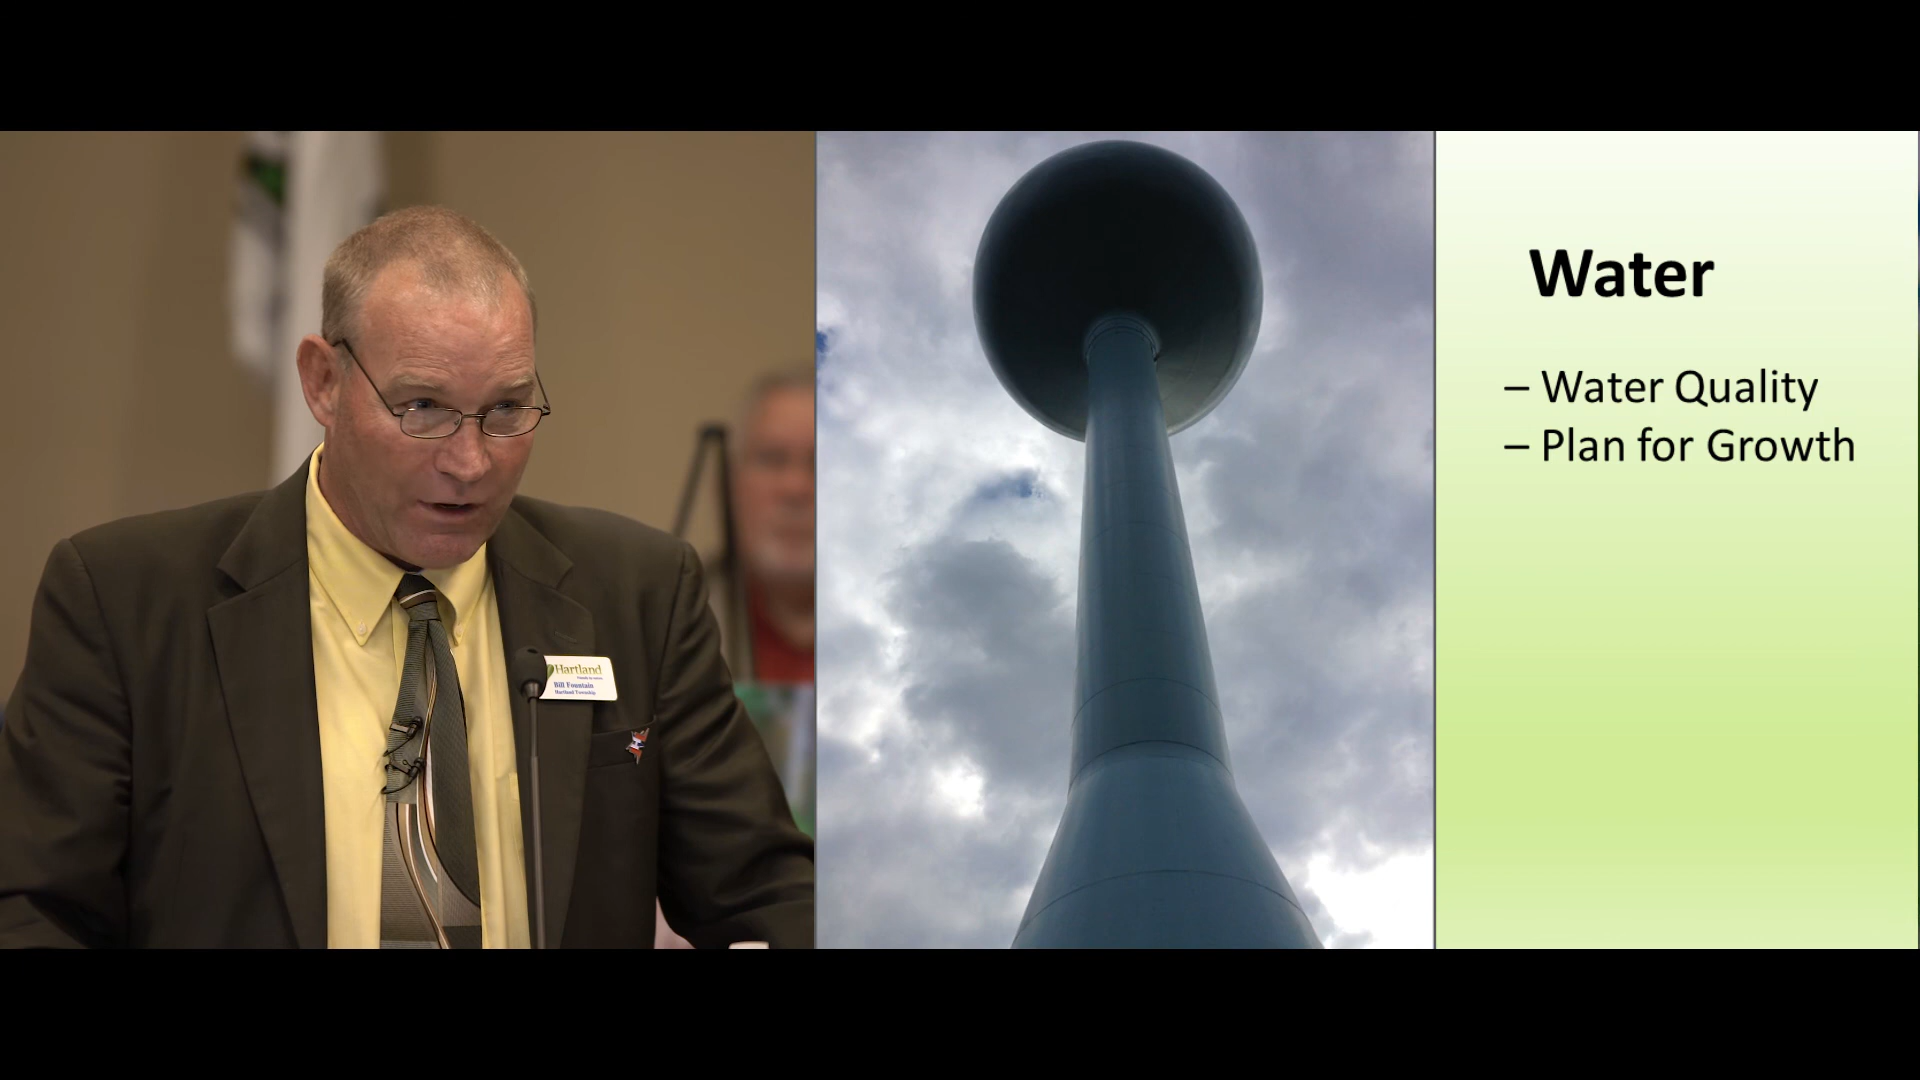 Hartland
Bill Fountain
Hartland Township
Water
– Water Quality
– Plan for Growth